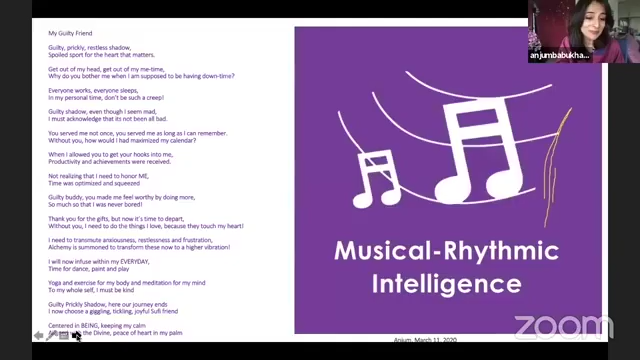 My Guilty Friend
Guilty, prickly, restless shadow,
Spoiled sport for the heart that matters.
Get out of my head, get out of my me-time,
Why do you bother me when I am supposed to be having down-time?
Everyone works, everyone sleeps,
In my personal time, don't be such a creep!
Guilty shadow, even though I seem mad,
I must acknowledge that its not been all bad.
You served me not once, you served me as long as I can remember.
Without you, how would I had maximized my calendar?
When I allowed you to get your hooks into me,
Productivity and achievements were received.
Not realizing that I need to honor ME,
Time was optimized and squeezed
Guilty buddy, you made me feel worthy by doing more,
So much so that I was never bored!
Thank you for the gifts, but now it's time to depart,
Without you, I need to do the things I love, because they touch my heart!
I need to transmute anxiousness, restlessness and frustration,
Alchemy is summoned to transform these now to a higher vibration!
I will now infuse within my EVERYDAY,
Time for dance, paint and play
Yoga and exercise for my body and meditation for my mind
To my whole self, I must be kind
Guilty Prickly Shadow, here our journey ends
I now choose a giggling, tickling, joyful Sufi friend
Centered in BEING, keeping my calm
the Divine, peace of heart in my palm
Musical-Rhythmic
Intelligence
Anjum, March 11, 2020
anjumbabukha...
zoom